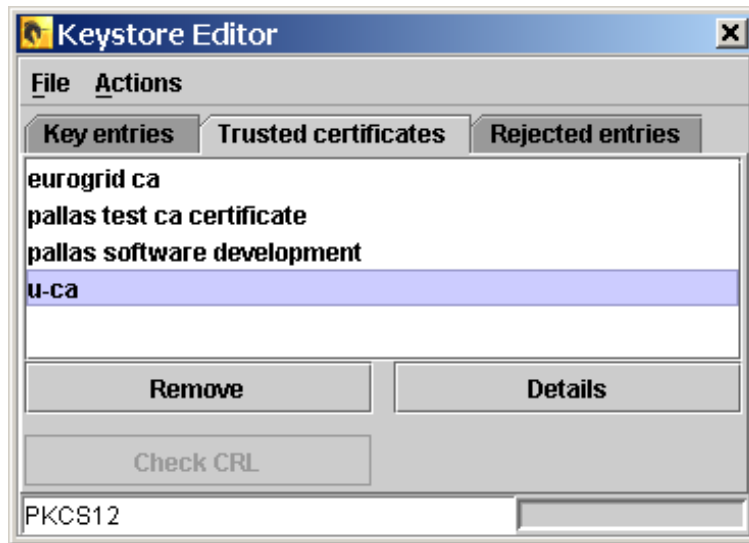 Keystore Editor
File Actions
Key entries Trusted certificates Rejected entries
eurogrid ca
pallas test ca certificate
pallas software development
u-ca
Remove Details
Check CRL
PKCS12